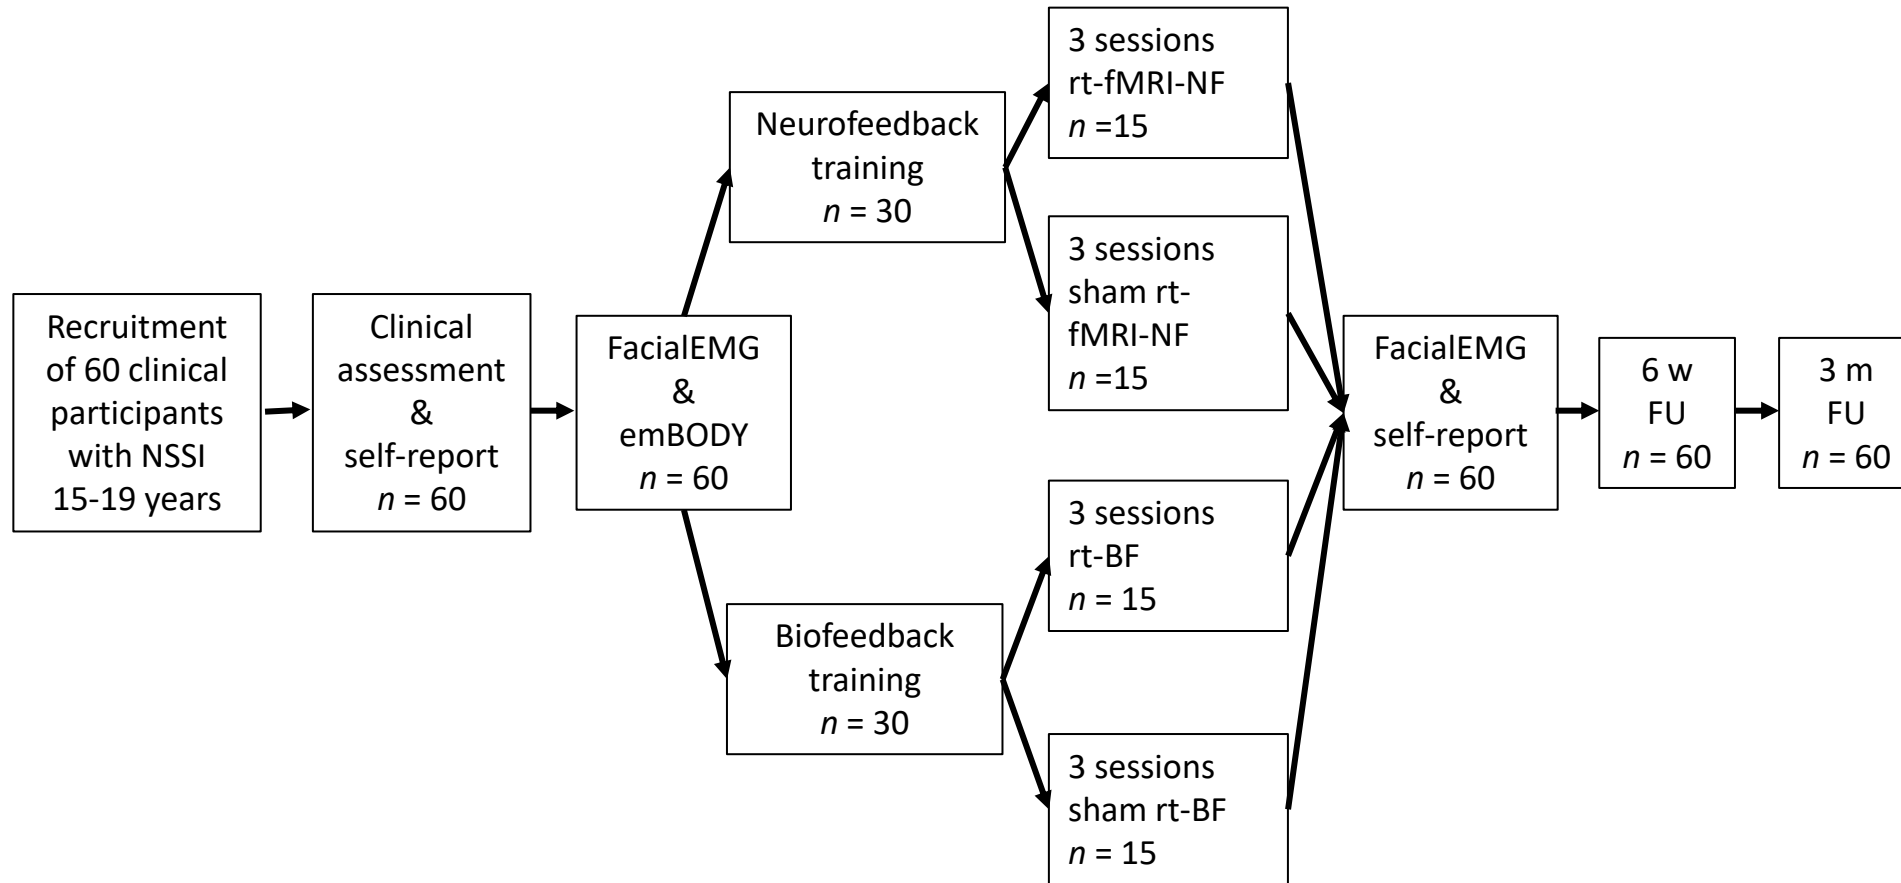 Recruitment
of 60 clinical
participants
with NSSI
15-19 years
Clinical
assessment
&
self-report
n = 60
FacialEMG
&
emBODY
n = 60
Neurofeedback
training
n = 30
Biofeedback
training
n = 30
3 sessions
rt-fMRI-NF
n =15
3 sessions
sham rt-
fMRI-NF
n =15
3 sessions
rt-BF
n = 15
3 sessions
sham rt-BF
n = 15
FacialEMG
&
self-report
n = 60
6 w
FU
n = 60
3 m
FU
n = 60